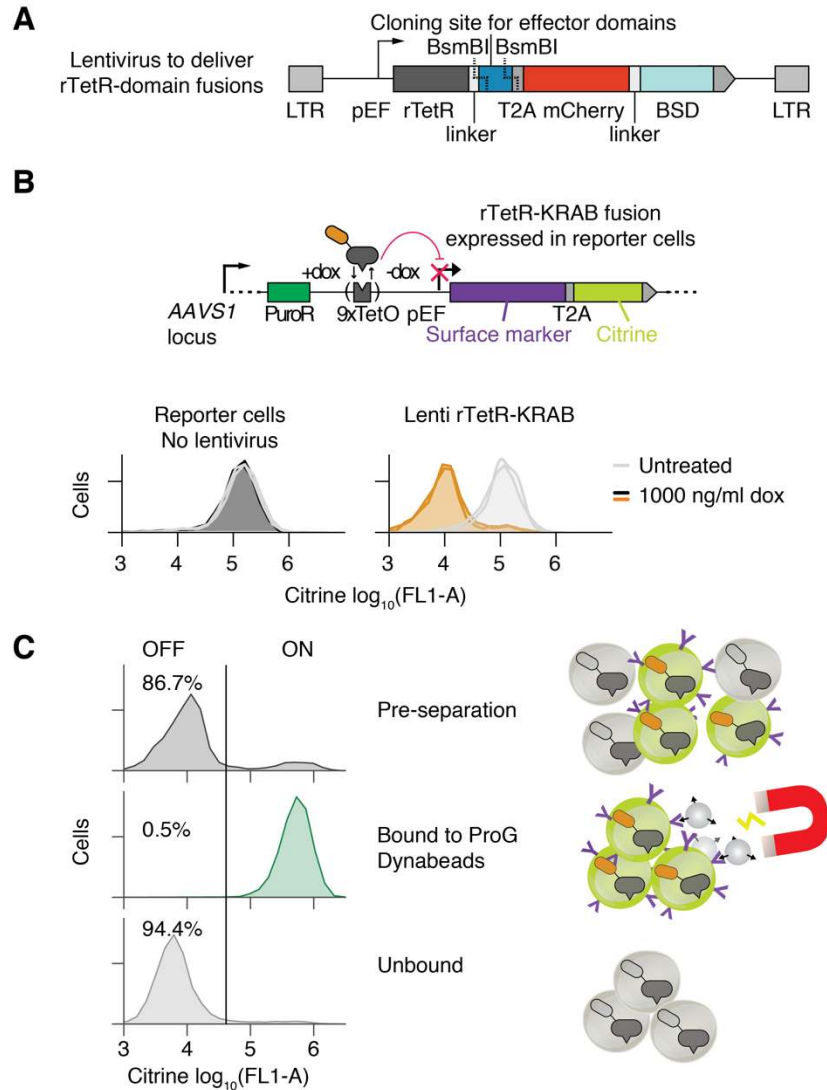 A
Lentivirus to deliver
rTetR-domain fusions
Cloning site for effector domains
BsmBI BsmBI
LTR pEF rTetR T2A mCherry BSD LTR
linker linker
B
rTetR-KRAB fusion
expressed in reporter cells
+dox -dox
AAVS1
locus
PuroR 9xTetO pEF T2A
Surface marker Citrine
Reporter cells
No lentivirus
Lenti rTetR-KRAB
Cells
Untreated
1000 ng/ml dox
3 4 5 6 3 4 5 6
Citrine log₁₀(FL1-A)
C
OFF ON
86.7%
Pre-separation
3 4 5 6
0.5%
Cells
Bound to ProG
Dynabeads
94.4%
Unbound
3 4 5 6
Citrine log₁₀(FL1-A)